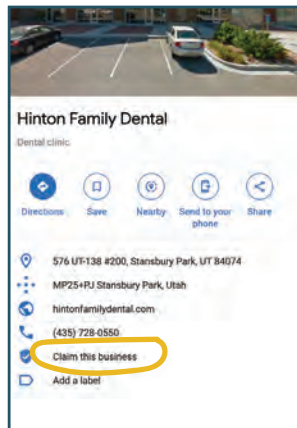 Hinton Family Dental
Dental clinic
Directions
Save
Nearby
Send to your
phone
Share
576 UT-138 #200, Stansbury Park, UT 84074
MP25+PJ Stansbury Park, Utah
hintonfamilydental.com
(435) 728-0550
Claim this business
Add a label